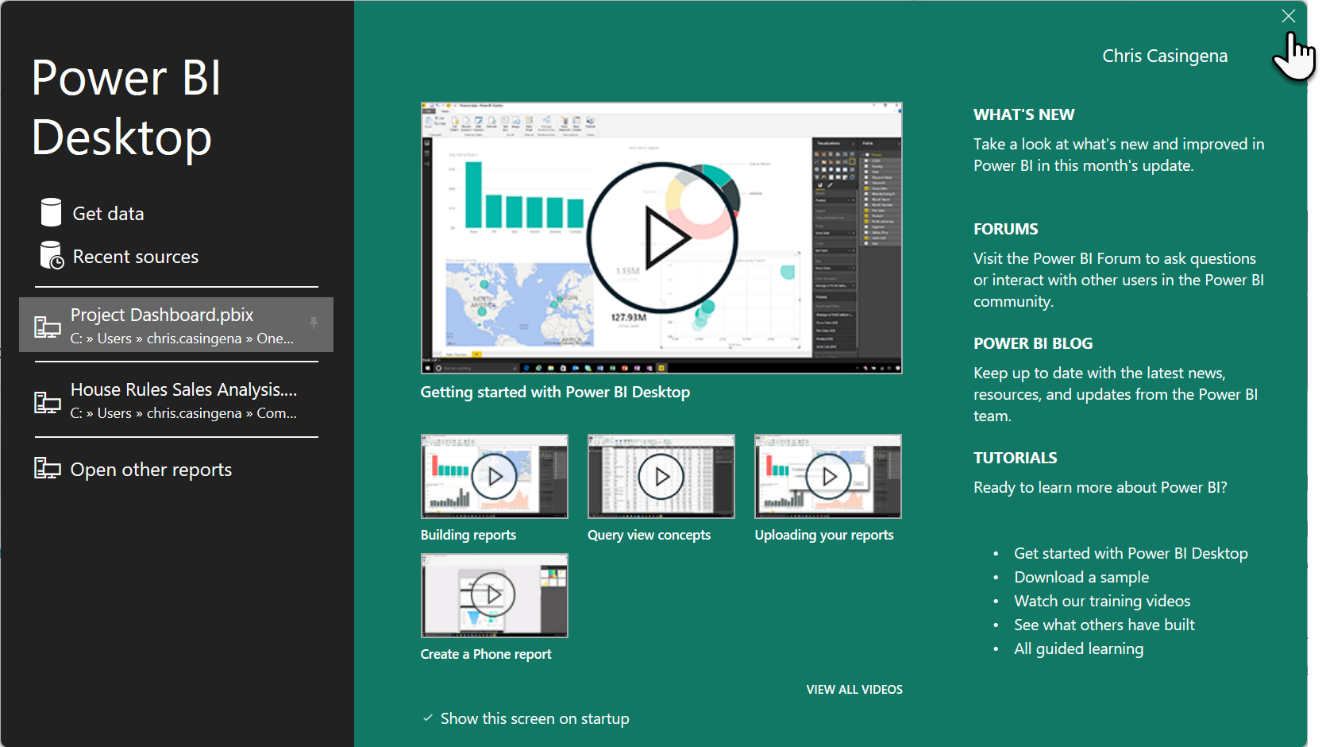 Power BI
Desktop
Get data
Recent sources
Project Dashboard.pbix
C: » Users » chris.casingena » One...
House Rules Sales Analysis....
C: » Users » chris.casingena » Com...
Open other reports
Chris Casingena
NORTH
AMERICA
EUROPE
AFRICA
1.13M
127.93M
Getting started with Power BI Desktop
Building reports
Query view concepts
Uploading your reports
Create a Phone report
VIEW ALL VIDEOS
Show this screen on startup
WHAT'S NEW
Take a look at what's new and improved in
Power BI in this month's update.
FORUMS
Visit the Power BI Forum to ask questions
or interact with other users in the Power BI
community.
POWER BI BLOG
Keep up to date with the latest news,
resources, and updates from the Power BI
team.
TUTORIALS
Ready to learn more about Power BI?
• Get started with Power BI Desktop
• Download a sample
• Watch our training videos
• See what others have built
• All guided learning